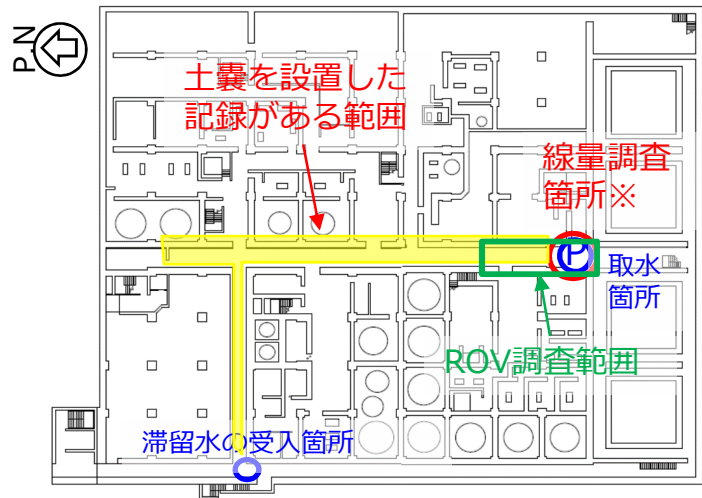 P.N
土嚢を設置した
記録がある範囲
線量調査
箇所※
P
取水
箇所
ROV調査範囲
滞留水の受入箇所